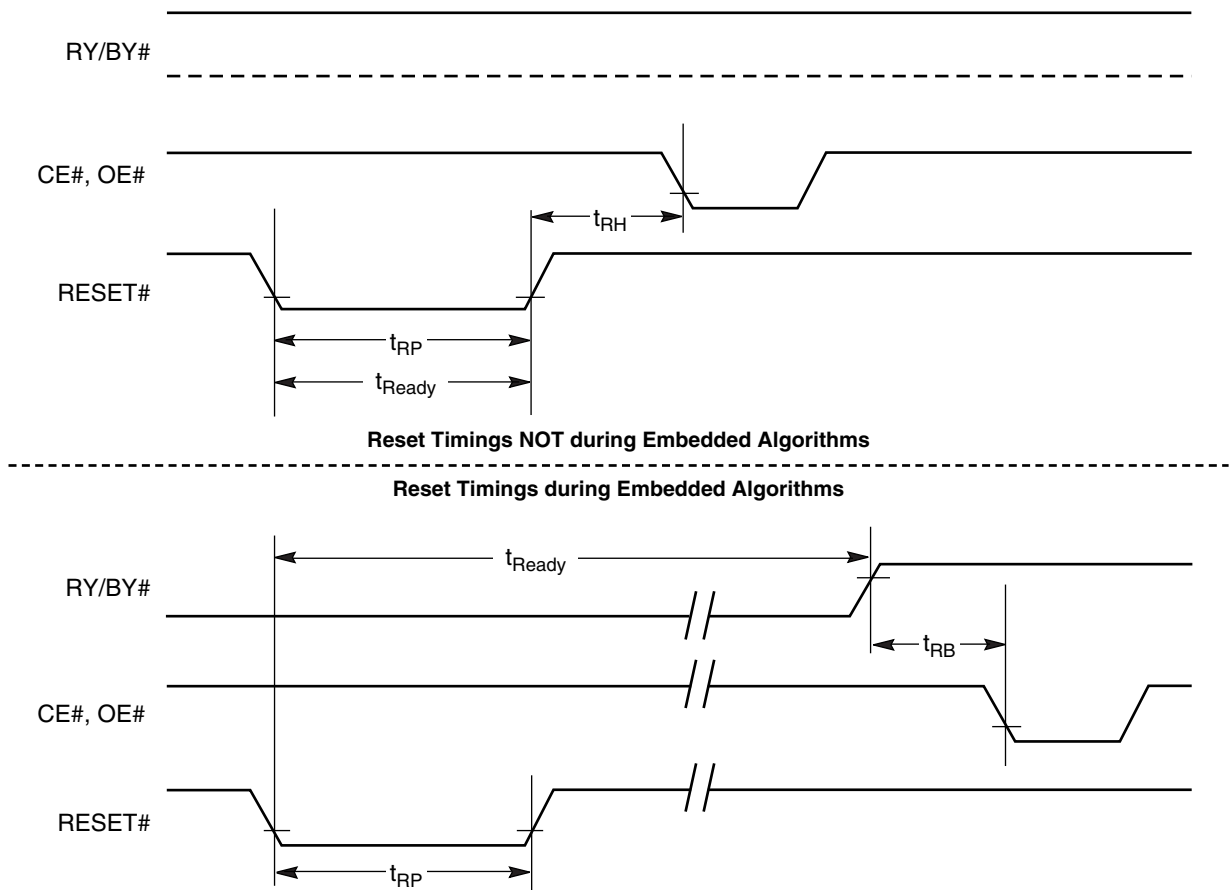 RY/BY#
CE#, OE#
tRH
RESET#
tRP
tReady
Reset Timings NOT during Embedded Algorithms
Reset Timings during Embedded Algorithms
tReady
RY/BY#
tRB
CE#, OE#
RESET#
tRP